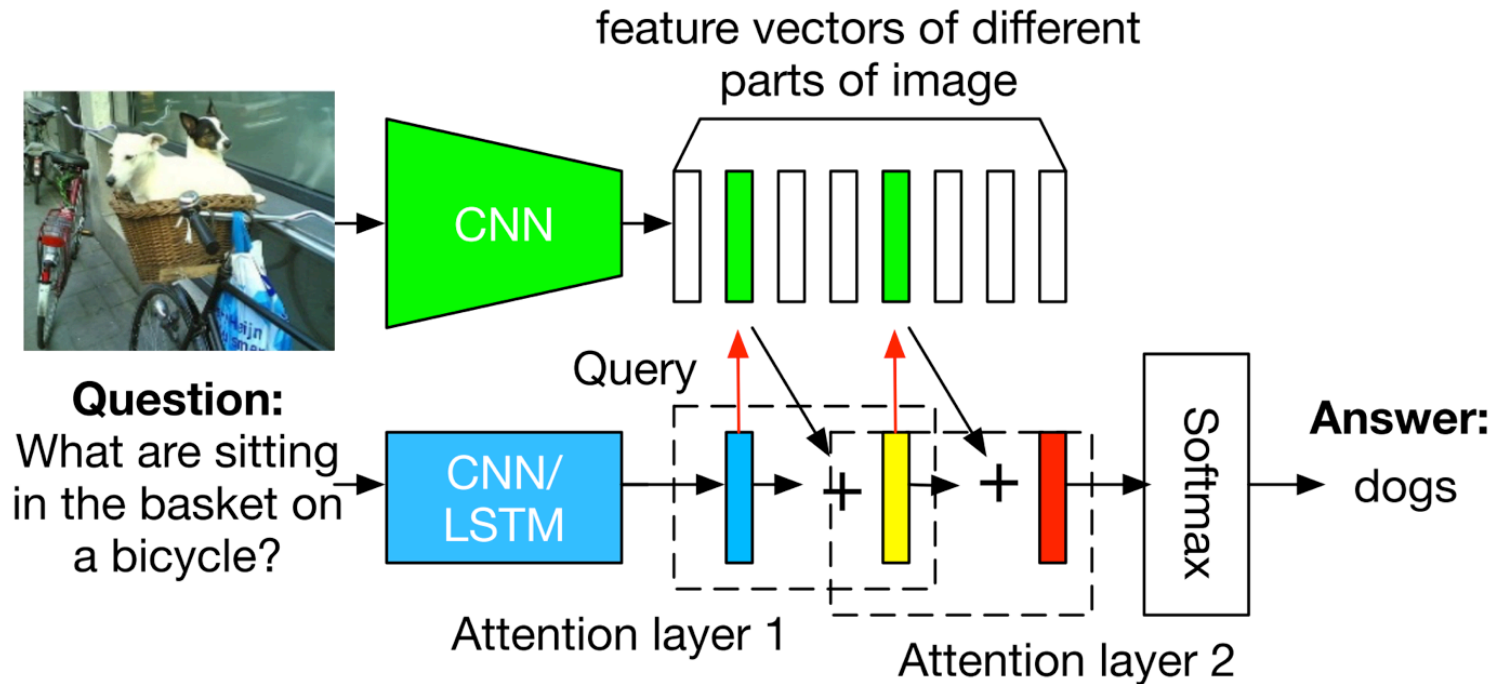 feature vectors of different
parts of image
CNN
Query
Question:
What are sitting
in the basket on
a bicycle?
CNN/
LSTM
+
+
Softmax
Answer:
dogs
Attention layer 1
Attention layer 2